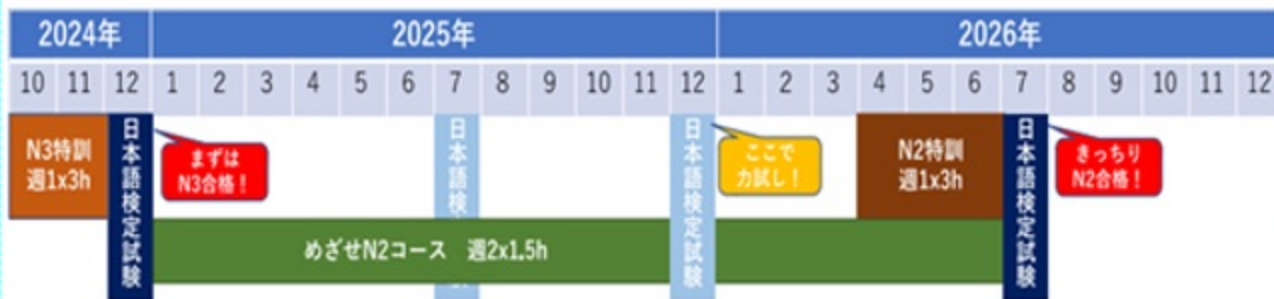 2024年 2025年 2026年
10 11 12 1 2 3 4 5 6 7 8 9 10 11 12 1 2 3 4 5 6 7 8 9 10 11 12
N3特訓
週1x3h
日本語検定試験
まずは
N3合格！
日本語検
日本語検定試験
ここで
力試し！
N2特訓
週1x3h
日本語検定試験
きっちり
N2合格！
めざせN2コース 週2x1.5h